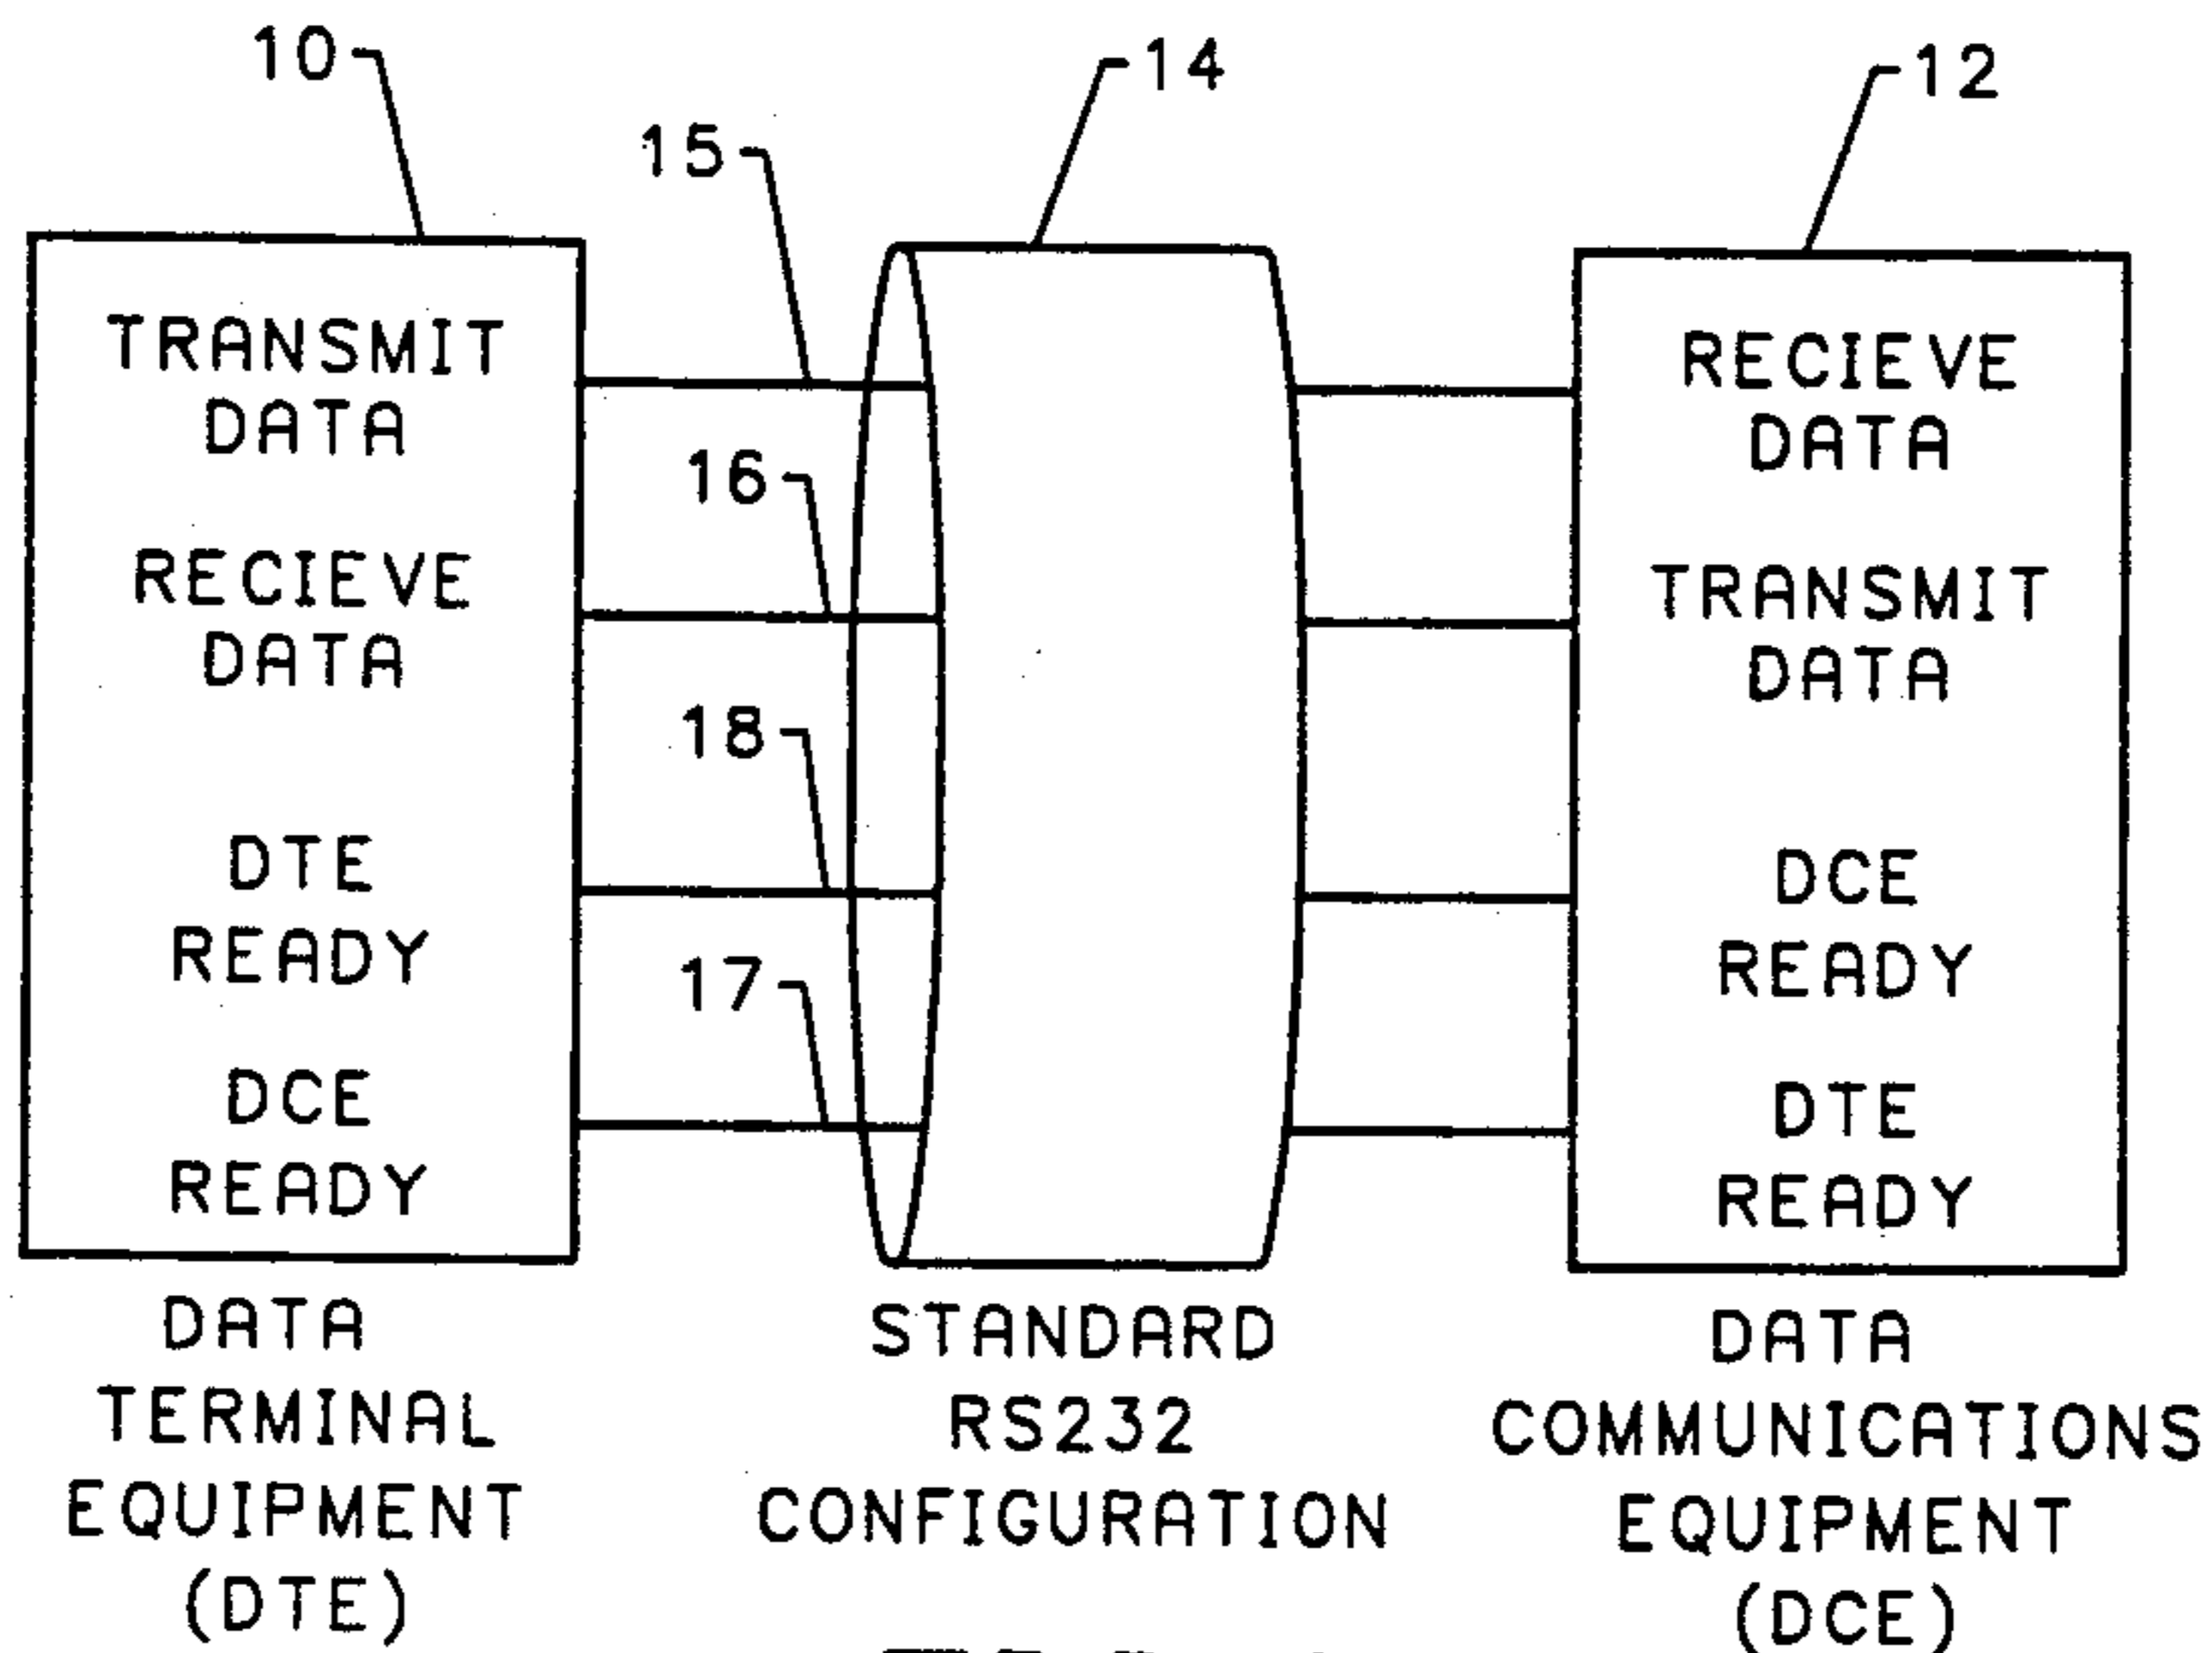 10
14
12
15
TRANSMIT
DATA
RECIEVE
DATA
DTE
READY
DCE
READY
16
18
17
RECIEVE
DATA
TRANSMIT
DATA
DCE
READY
DTE
READY
DATA
TERMINAL
EQUIPMENT
(DTE)
STANDARD
RS232
CONFIGURATION
DATA
COMMUNICATIONS
EQUIPMENT
(DCE)